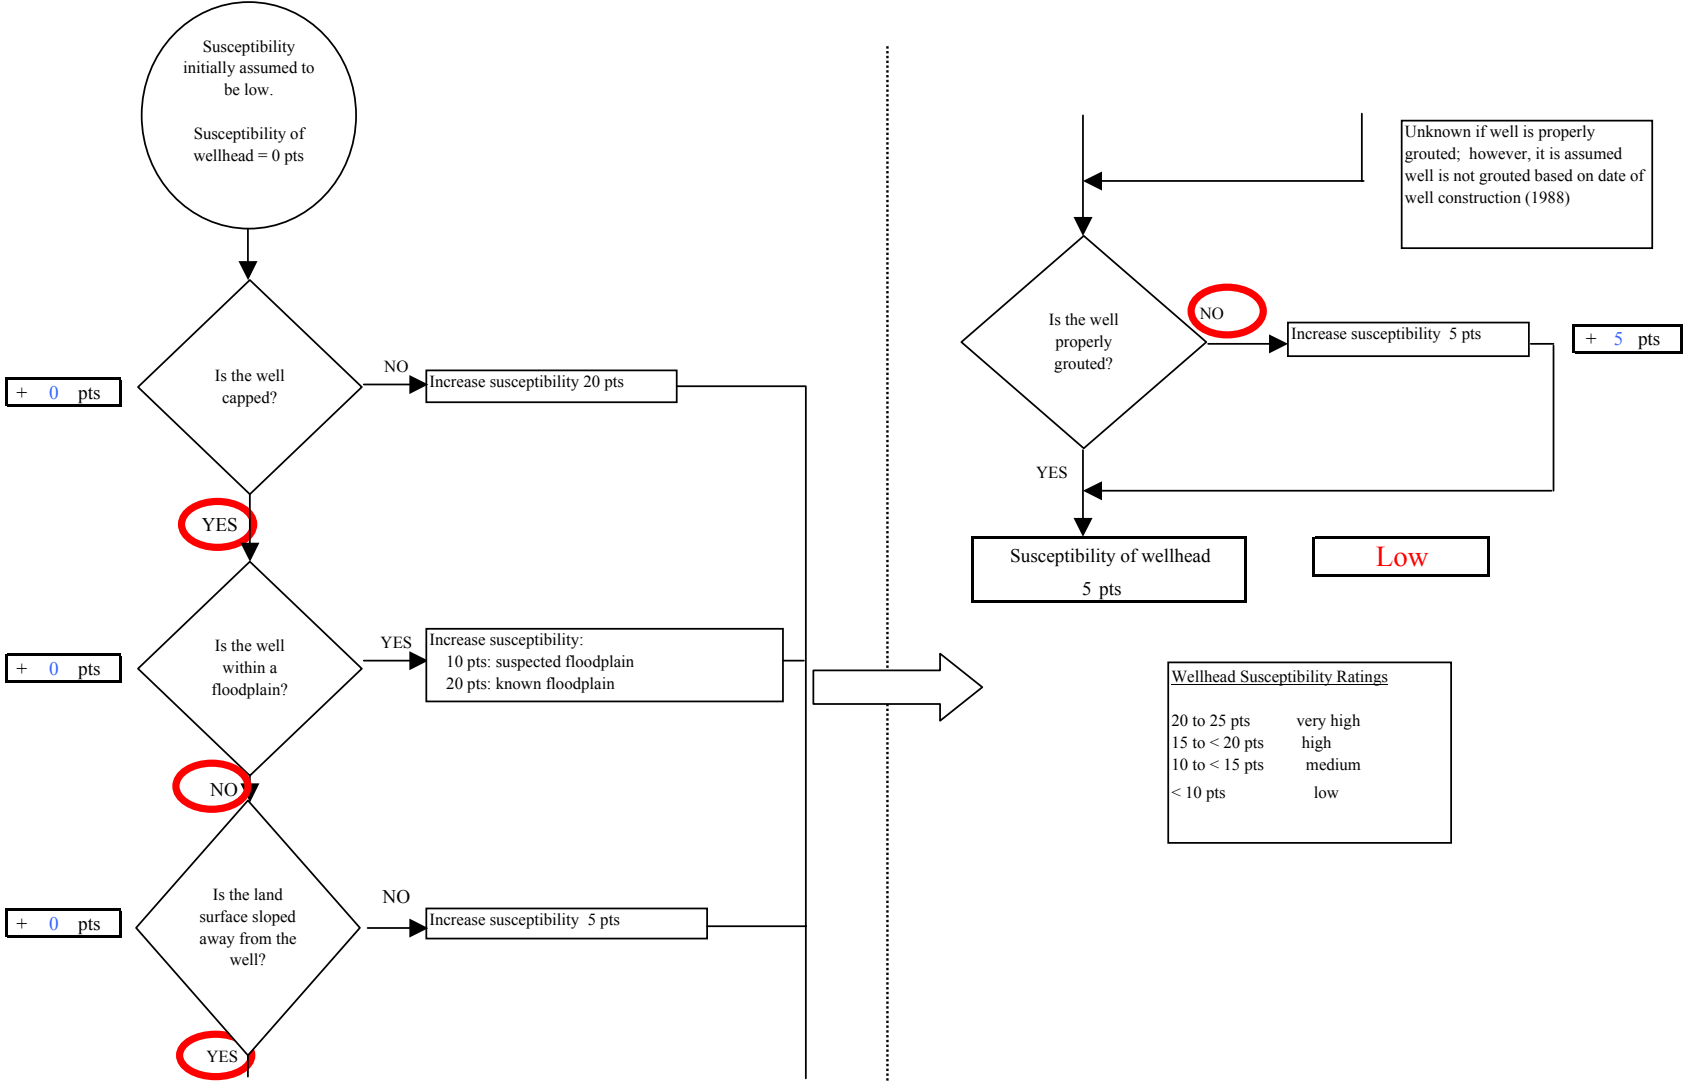 Susceptibility
initially assumed to
be low.
Susceptibility of
wellhead = 0 pts
Is the well
capped?
NO
Increase susceptibility 20 pts
+ 0 pts
YES
Is the well
within a
floodplain?
YES
Increase susceptibility:
10 pts: suspected floodplain
20 pts: known floodplain
+ 0 pts
NO
Is the land
surface sloped
away from the
well?
NO
Increase susceptibility 5 pts
+ 0 pts
YES
Unknown if well is properly
grouted; however, it is assumed
well is not grouted based on date of
well construction (1988)
Is the well
properly
grouted?
NO
Increase susceptibility 5 pts
+ 5 pts
YES
Susceptibility of wellhead
5 pts
Low
Wellhead Susceptibility Ratings
20 to 25 pts very high
15 to < 20 pts high
10 to < 15 pts medium
< 10 pts low